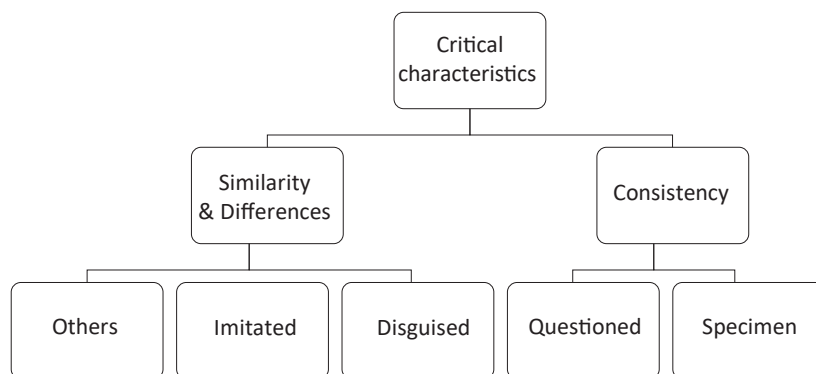 Critical
characteristics
Similarity
& Differences
Consistency
Others
Imitated
Disguised
Questioned
Specimen